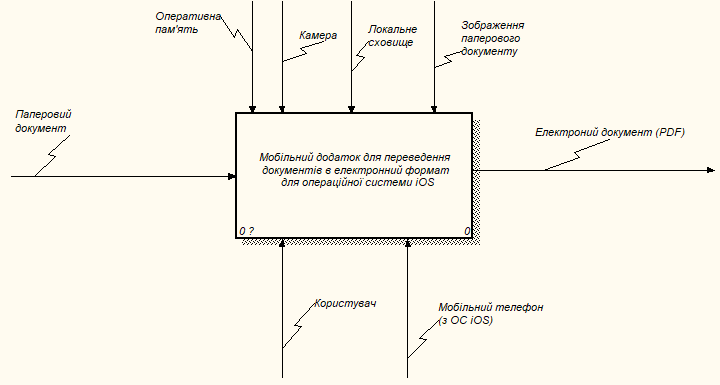 Оперативна
пам'ять
Камера
Локальне
сховище
Зображення
паперового
документу
Паперовий
документ
Мобільний додаток для переведення
документів в електронний формат
для операційної системи iOS
0 ?
0
Електроний документ (PDF)
Користувач
Мобільний телефон
(з ОС iOS)